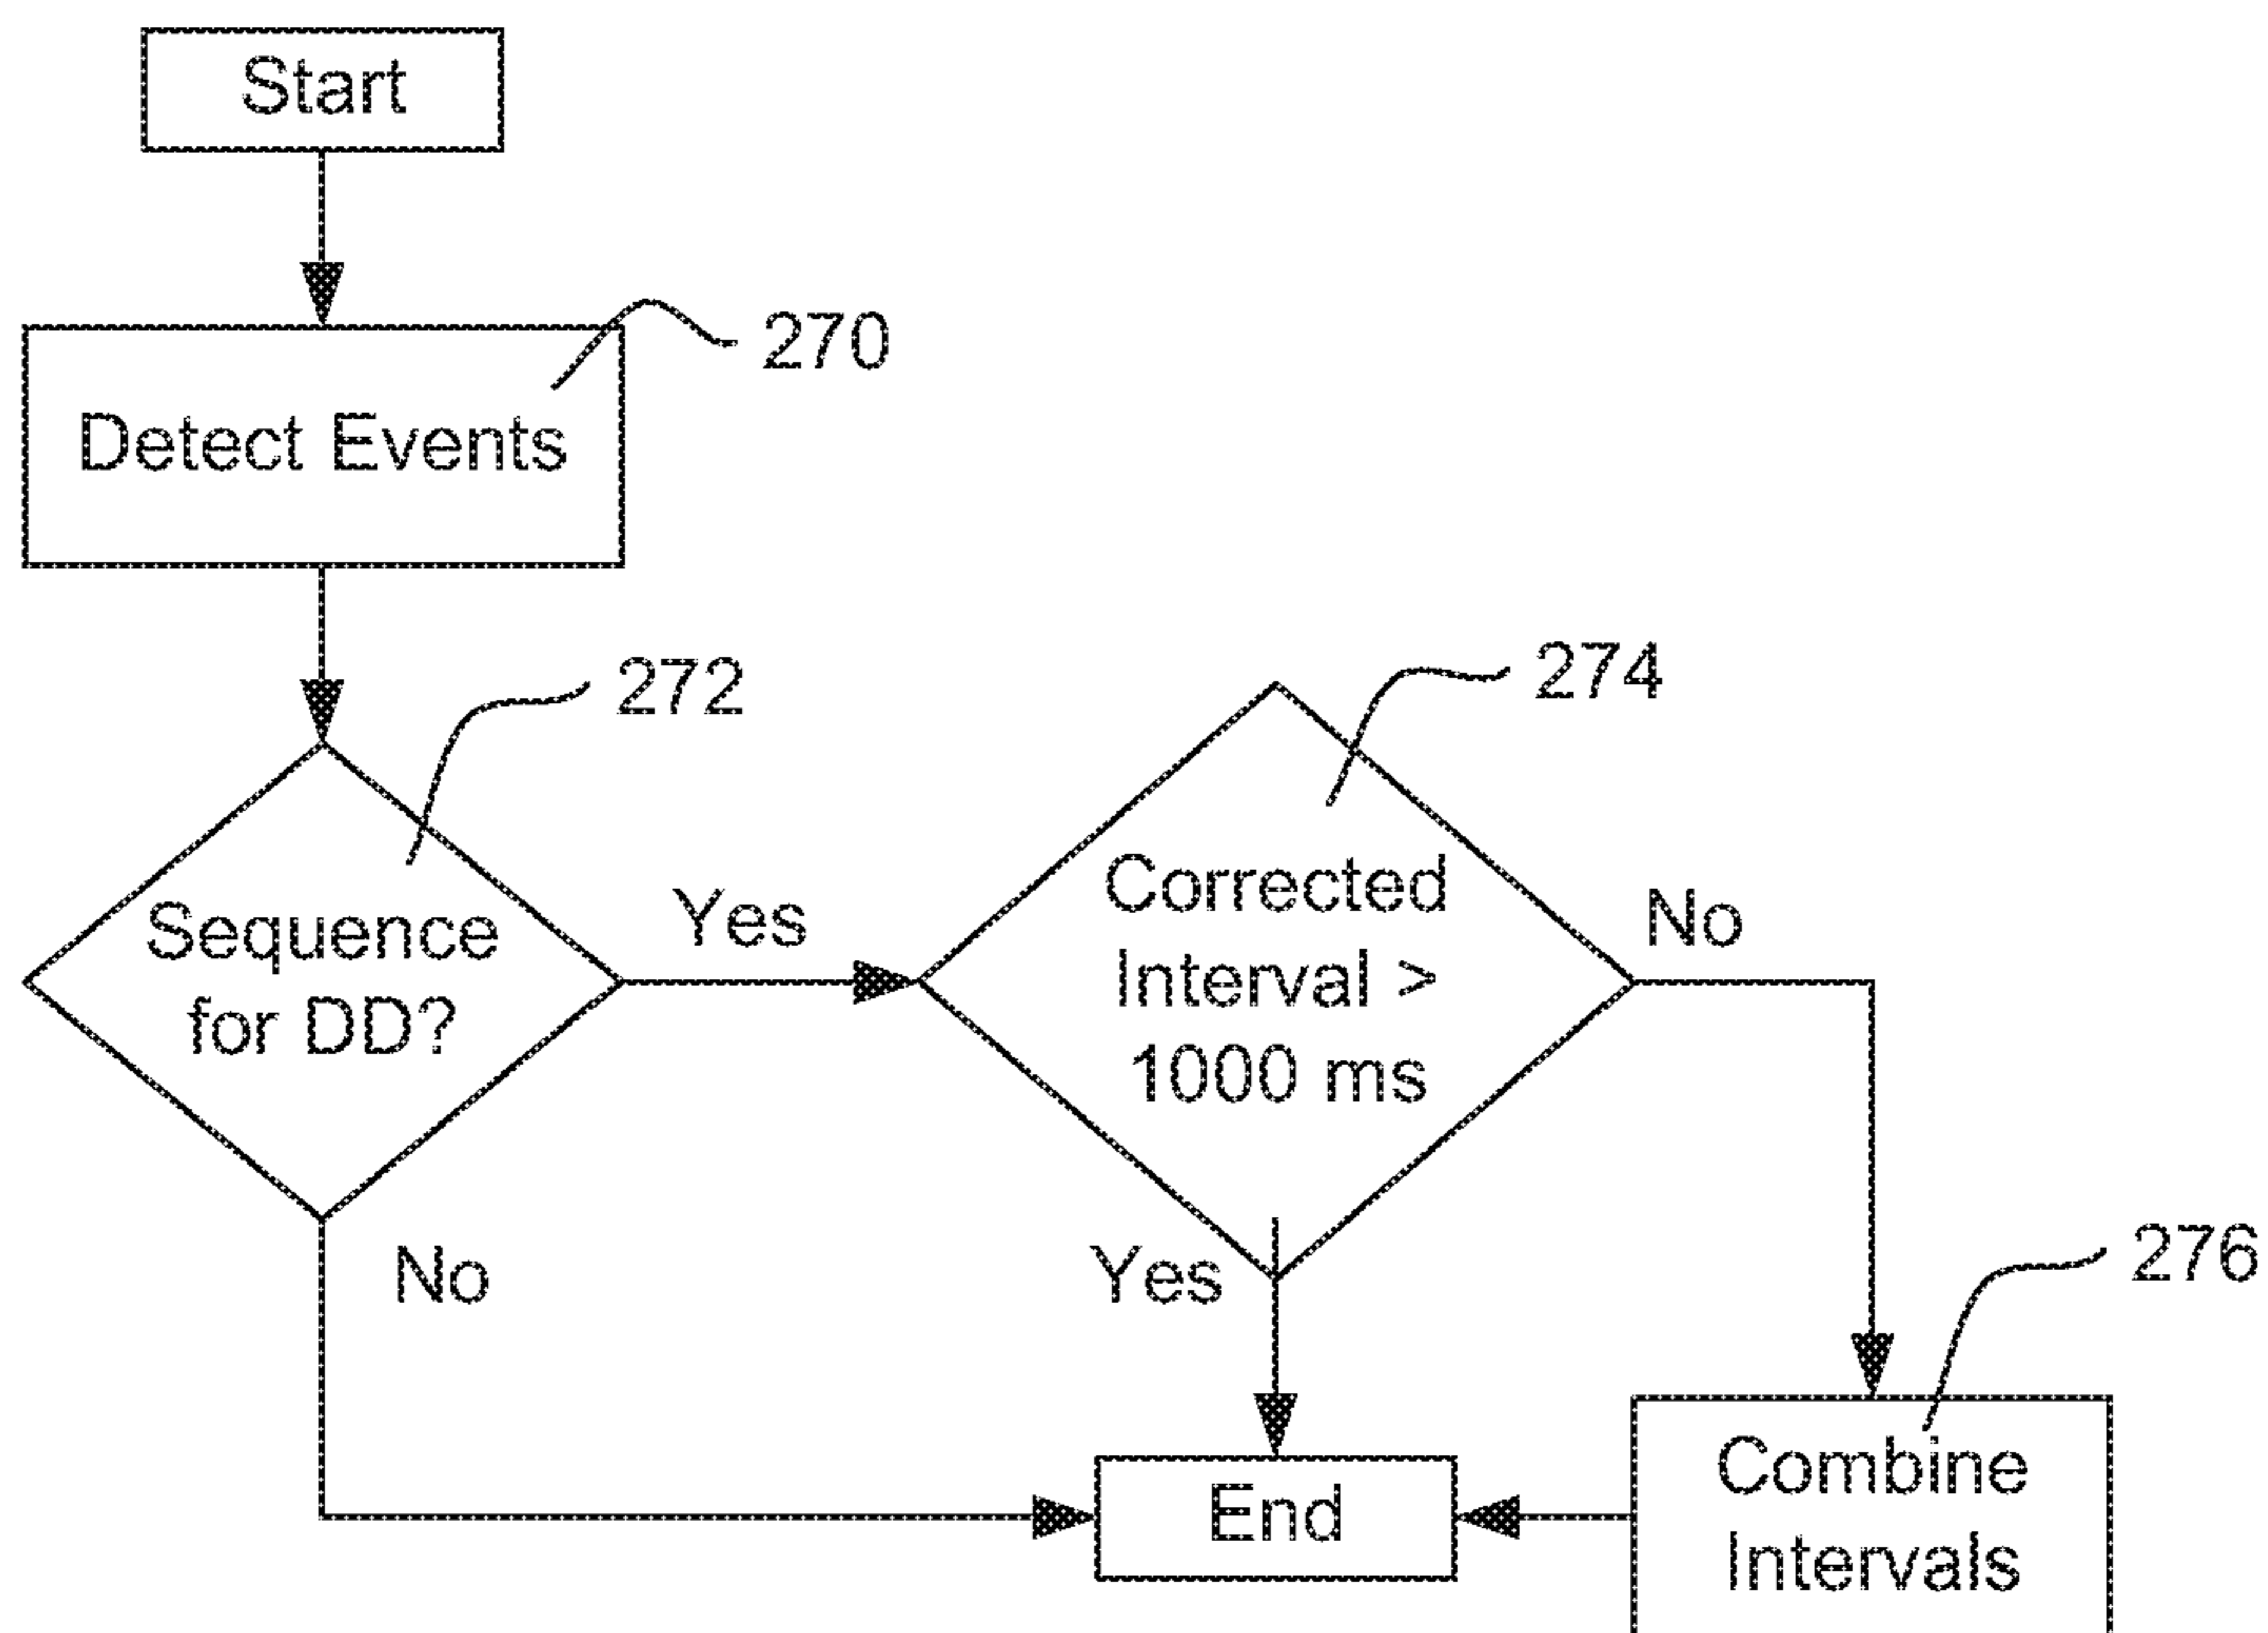 Start
270
Detect Events
272
274
Sequence
for DD?
Yes
Corrected
Interval >
1000 ms
No
No
Yes
276
End
Combine
Intervals